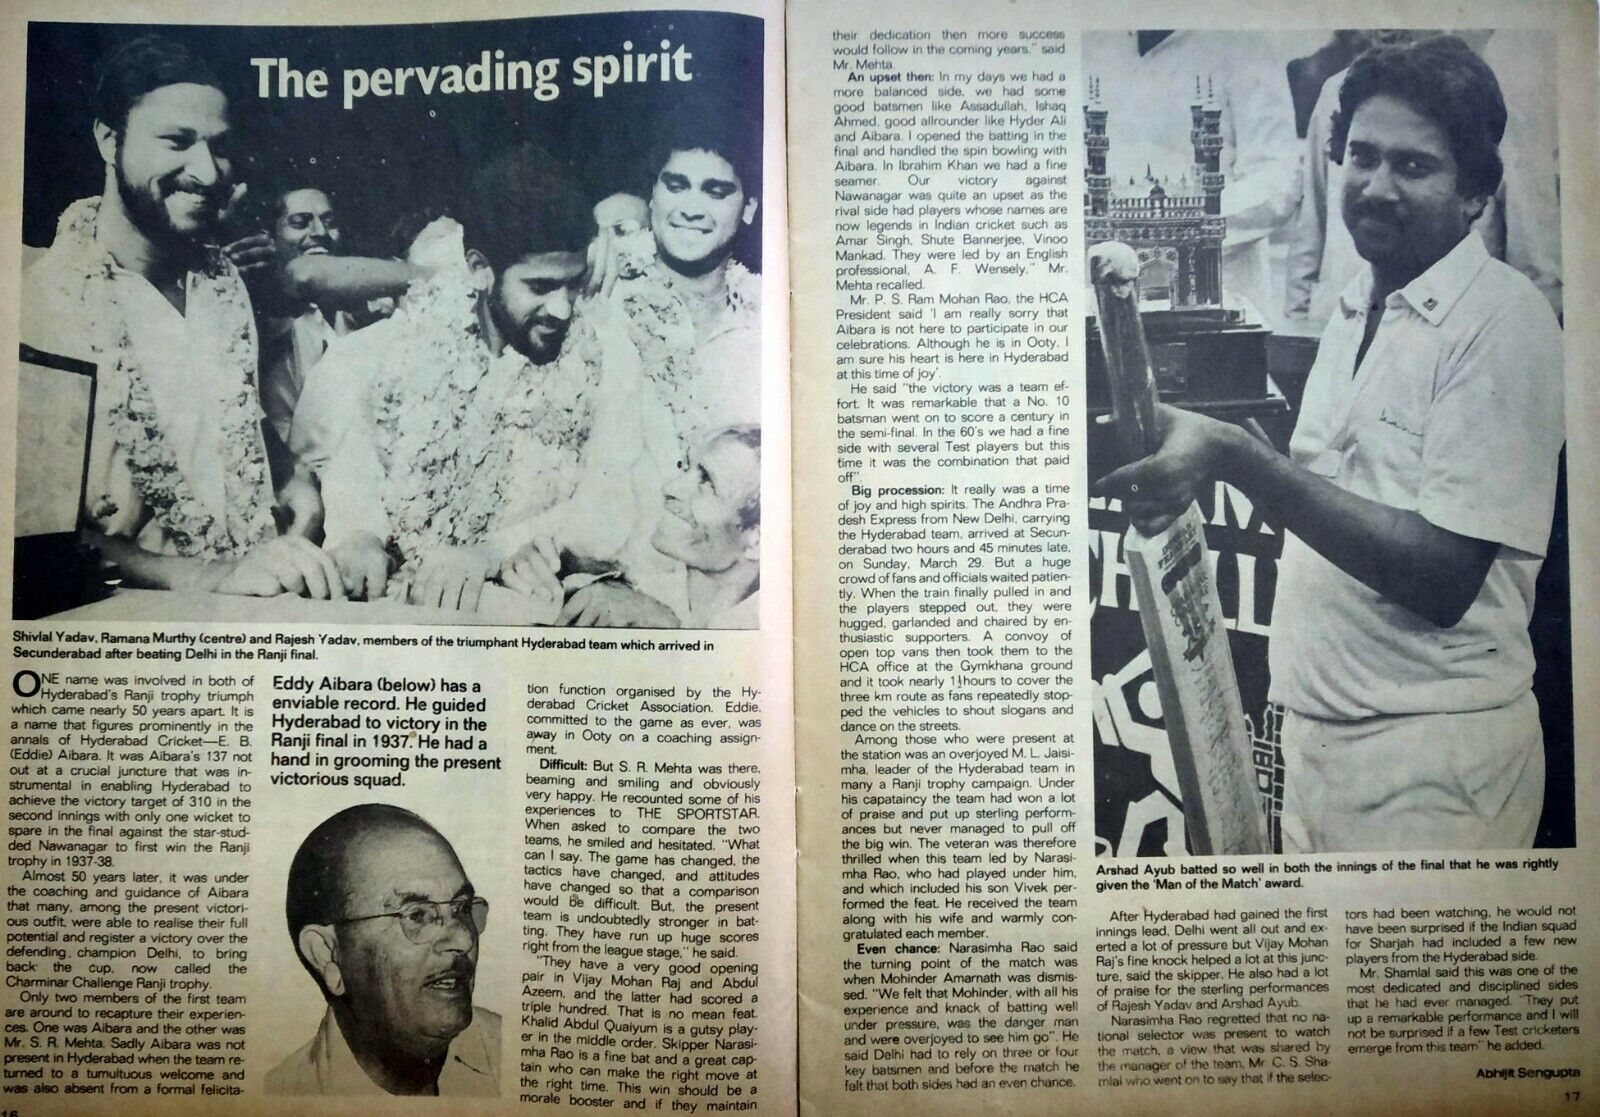 The pervading spirit
Shivlal Yadav, Ramana Murthy (centre) and Rajesh Yadav, members of the triumphant Hyderabad team which arrived in
Secunderabad after beating Delhi in the Ranji final.
ONE name was involved in both of
Hyderabad's Ranji trophy triumph
which came nearly 50 years apart. It is
a name that figures prominently in the
annals of Hyderabad Cricket—E. B.
(Eddie) Aibara. It was Aibara's 137 not
out at a crucial juncture that was in-
strumental in enabling Hyderabad to
achieve the victory target of 310 in the
second innings with only one wicket to
spare in the final against the star-stud-
ded Nawanagar to first win the Ranji
trophy in 1937-38.
Almost 50 years later, it was under
the coaching and guidance of Aibara
that many, among the present victori-
ous outfit, were able to realise their full
potential and register a victory over the
defending, champion Delhi, to bring
back the cup, now called the
Charminar Challenge Ranji trophy.
Only two members of the first team
are around to recapture their experien-
ces. One was Aibara and the other was
Mr. S. R. Mehta. Sadly Aibara was not
present in Hyderabad when the team re-
turned to a tumultuous welcome and
was also absent from a formal felicita-
16
Eddy Aibara (below) has a
enviable record. He guided
Hyderabad to victory in the
Ranji final in 1937. He had a
hand in grooming the present
victorious squad.
tion function organised by the Hy-
derabad Cricket Association. Eddie,
committed to the game as ever, was
away in Ooty on a coaching assign-
ment.
Difficult: But S. R. Mehta was there,
beaming and smiling and obviously
very happy. He recounted some of his
experiences to THE SPORTSTAR.
When asked to compare the two
teams, he smiled and hesitated. "What
can I say. The game has changed, the
tactics have changed, and attitudes
have changed so that a comparison
would be difficult. But, the present
team is undoubtedly stronger in bat-
ting. They have run up huge scores
right from the league stage," he said.
"They have a very good opening
pair in Vijay Mohan Raj and Abdul
Azeem, and the latter had scored a
triple hundred. That is no mean feat.
Khalid Abdul Quaiyum is a gutsy play-
er in the middle order. Skipper Narasi-
mha Rao is a fine bat and a great cap-
tain who can make the right move at
the right time. This win should be a
morale booster and if they maintain
their dedication then more success
would follow in the coming years," said
Mr. Mehta.
An upset then: In my days we had a
more balanced side, we had some
good batsmen like Assadullah, Ishaq
Ahmed, good allrounder like Hyder Ali
and Aibara. I opened the batting in the
final and handled the spin bowling with
Aibara. In Ibrahim Khan we had a fine
seamer. Our victory against
Nawanagar was quite an upset as the
rival side had players whose names are
now legends in Indian cricket such as
Amar Singh, Shute Bannerjee, Vinoo
Mankad. They were led by an English
professional, A. F. Wensely," Mr.
Mehta recalled.
Mr. P. S. Ram Mohan Rao, the HCA
President said 'I am really sorry that
Aibara is not here to participate in our
celebrations. Although he is in Ooty, I
am sure his heart is here in Hyderabad
at this time of joy'.
He said "the victory was a team ef-
fort. It was remarkable that a No. 10
batsman went on to score a century in
the semi-final. In the 60's we had a fine
side with several Test players but this
time it was the combination that paid
off".
Big procession: It really was a time
of joy and high spirits. The Andhra Pra-
desh Express from New Delhi, carrying
the Hyderabad team, arrived at Secun-
derabad two hours and 45 minutes late,
on Sunday, March 29. But a huge
crowd of fans and officials waited patien-
tly. When the train finally pulled in and
the players stepped out, they were
hugged, garlanded and chaired by en-
thusiastic supporters. A convoy of
open top vans then took them to the
HCA office at the Gymkhana ground
and it took nearly 1½hours to cover the
three km route as fans repeatedly stop-
ped the vehicles to shout slogans and
dance on the streets.
Among those who were present at
the station was an overjoyed M. L. Jaisi-
mha, leader of the Hyderabad team in
many a Ranji trophy campaign. Under
his capataincy the team had won a lot
of praise and put up sterling perform-
ances but never managed to pull off
the big win. The veteran was therefore
thrilled when this team led by Narasi-
mha Rao, who had played under him,
and which included his son Vivek per-
formed the feat. He received the team
along with his wife and warmly con-
gratulated each member.
Even chance: Narasimha Rao said
the turning point of the match was
when Mohinder Amarnath was dismis-
sed. "We felt that Mohinder, with all his
experience and knack of batting well
under pressure, was the danger man
and were overjoyed to see him go". He
said Delhi had to rely on three or four
key batsmen and before the match he
felt that both sides had an even chance.
Arshad Ayub batted so well in both the innings of the final that he was rightly
given the 'Man of the Match' award.
After Hyderabad had gained the first
innings lead, Delhi went all out and ex-
erted a lot of pressure but Vijay Mohan
Raj's fine knock helped a lot at this junc-
ture, said the skipper. He also had a lot
of praise for the sterling performances
of Rajesh Yadav and Arshad Ayub.
Narasimha Rao regretted that no na-
tional selector was present to watch
the match, a view that was shared by
the manager of the team, Mr. C. S. Sha-
mlal who went on to say that if the selec-
tors had been watching, he would not
have been surprised if the Indian squad
for Sharjah had included a few new
players from the Hyderabad side.
Mr. Shamlal said this was one of the
most dedicated and disciplined sides
that he had ever managed. "They put
up a remarkable performance and I will
not be surprised if a few Test cricketers
emerge from this team" he added.
Abhijit Sengupta
17